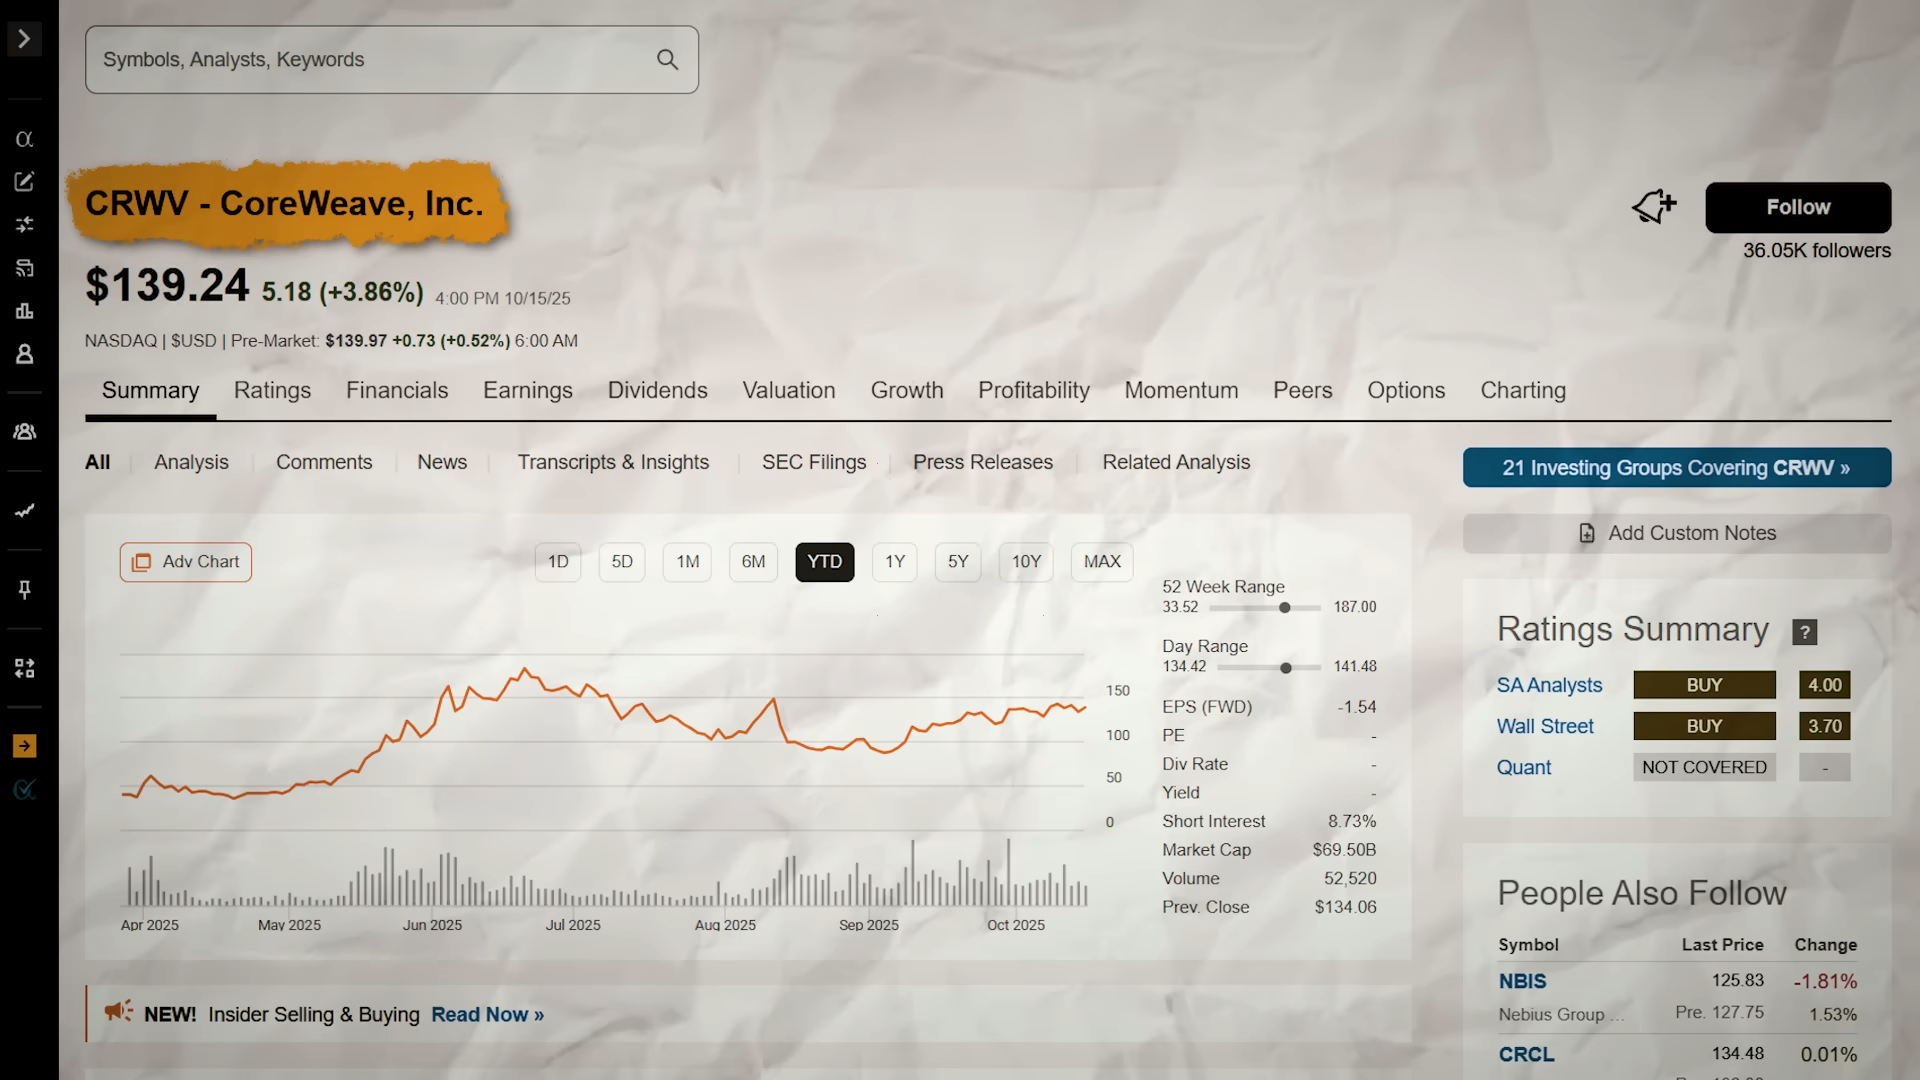 Symbols, Analysts, Keywords
CRWV - CoreWeave, Inc.
$139.24 5.18 (+3.86%) 4:00 PM 10/15/25
NASDAQ | $USD | Pre-Market: $139.97 +0.73 (+0.52%) 6:00 AM
Follow
36.05K followers
Summary Ratings Financials Earnings Dividends Valuation Growth Profitability Momentum Peers Options Charting
All Analysis Comments News Transcripts & Insights SEC Filings Press Releases Related Analysis
21 Investing Groups Covering CRWV »
Add Custom Notes
Adv Chart
1D 5D 1M 6M YTD 1Y 5Y 10Y MAX
150
100
50
0
Apr 2025 May 2025 Jun 2025 Jul 2025 Aug 2025 Sep 2025 Oct 2025
52 Week Range
33.52 187.00
Day Range
134.42 141.48
EPS (FWD) -1.54
PE -
Div Rate -
Yield -
Short Interest 8.73%
Market Cap $69.50B
Volume 52,520
Prev. Close $134.06
Ratings Summary ?
SA Analysts BUY 4.00
Wall Street BUY 3.70
Quant NOT COVERED -
People Also Follow
Symbol Last Price Change
NBIS 125.83 -1.81%
Nebius Group ... Pre. 127.75 1.53%
CRCL 134.48 0.01%
NEW! Insider Selling & Buying Read Now »